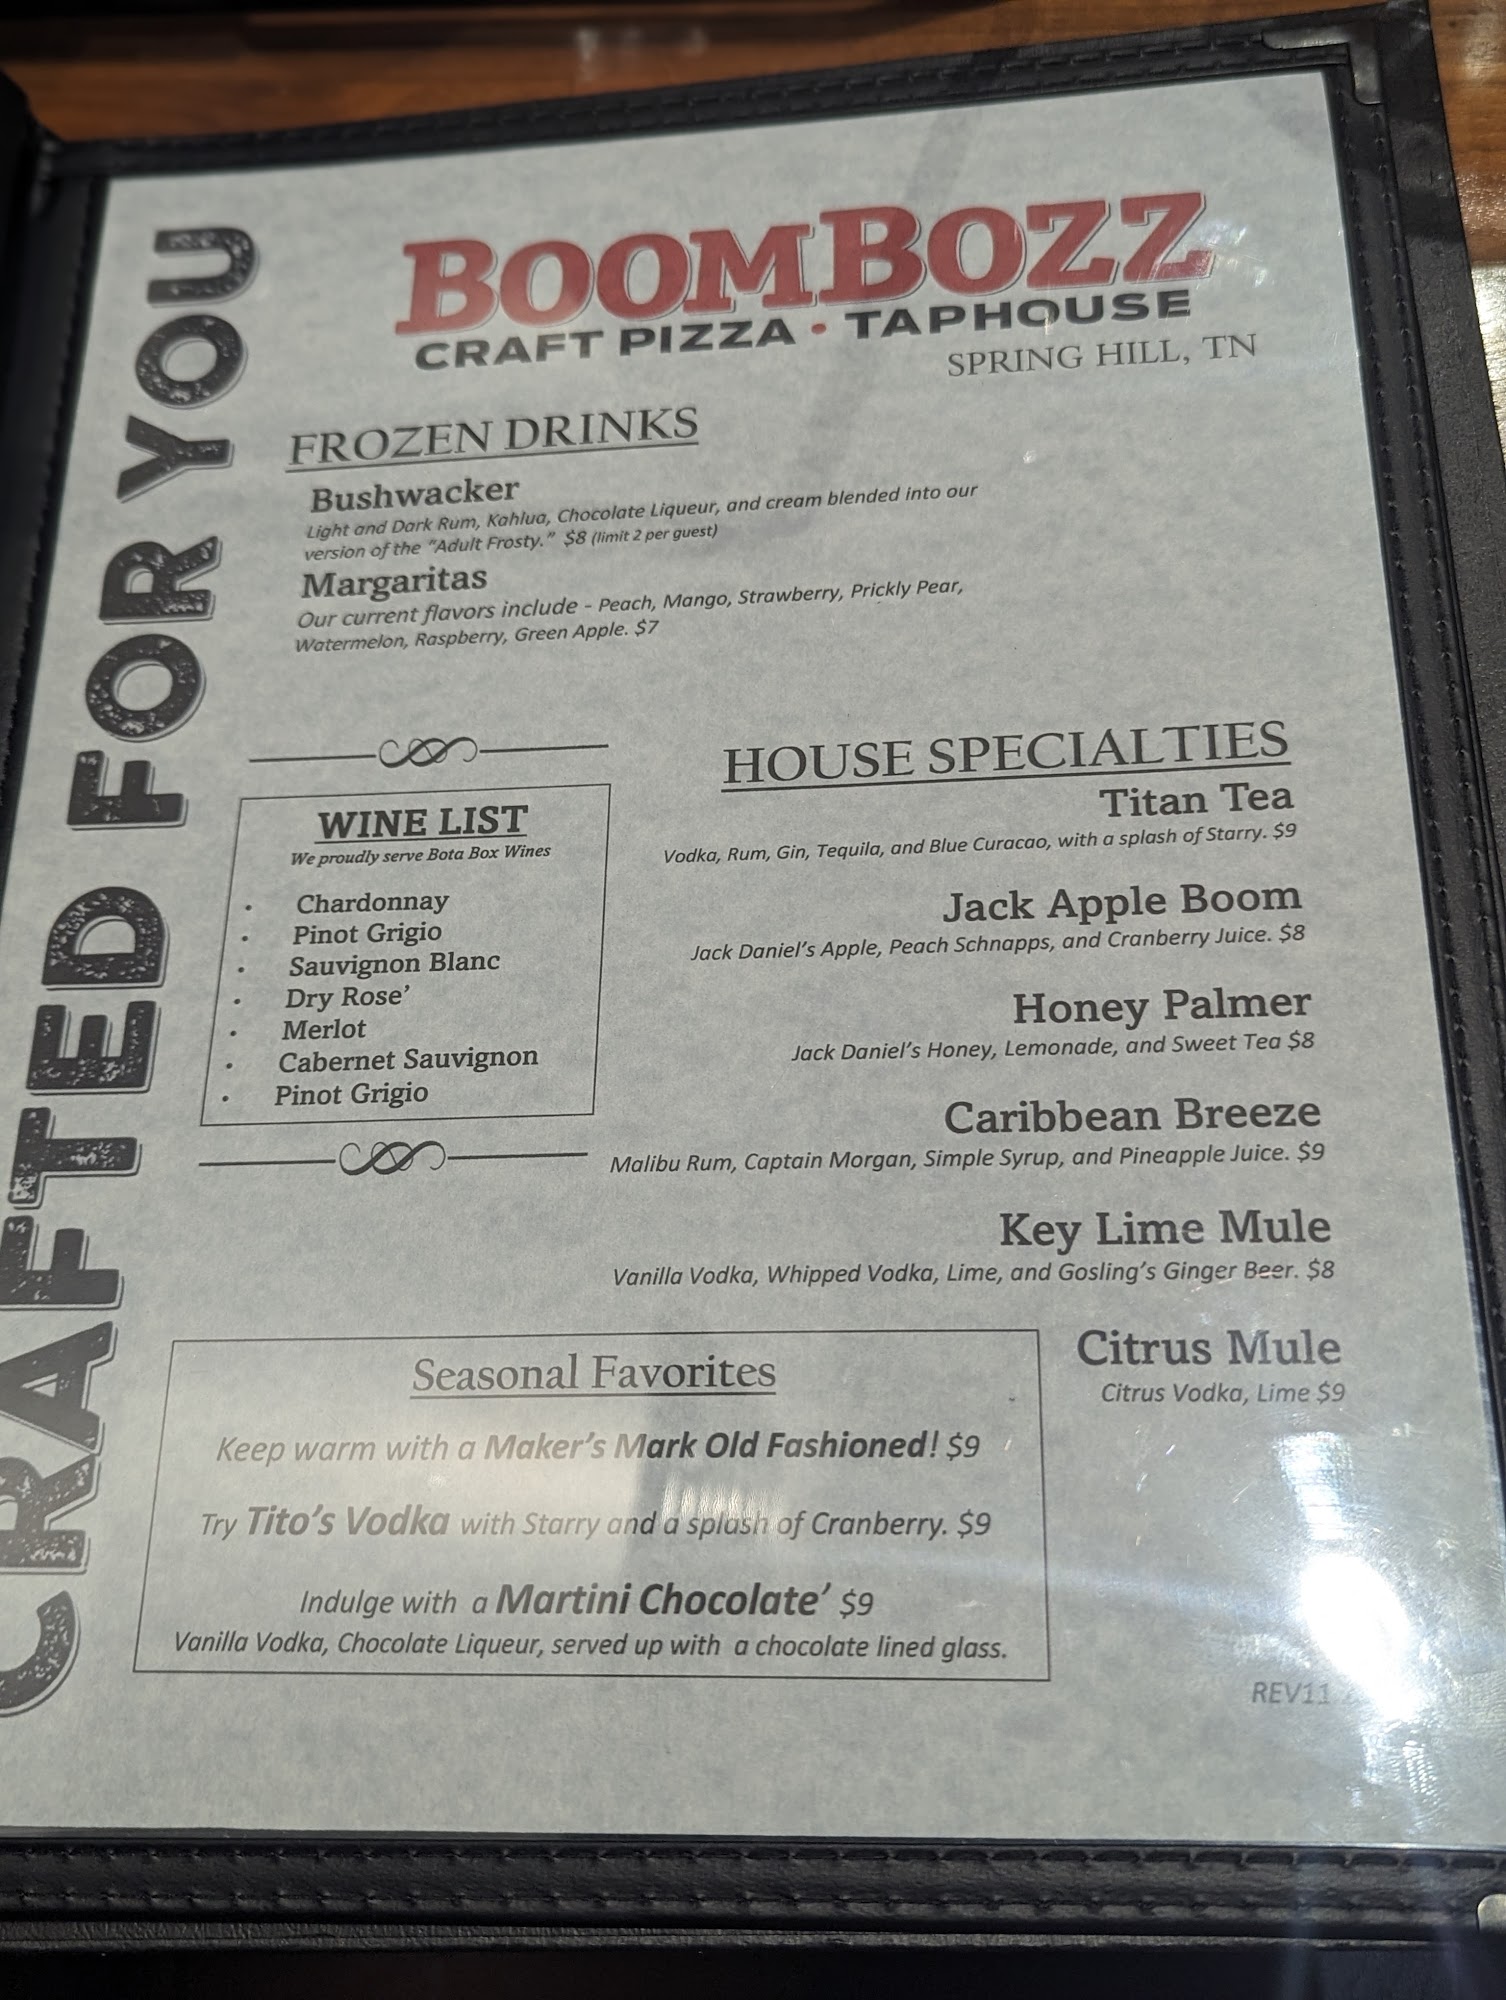 CRAFTED FOR YOU
BOOMBOZZ
CRAFT PIZZA • TAPHOUSE
SPRING HILL, TN
FROZEN DRINKS
Bushwacker
Light and Dark Rum, Kahlua, Chocolate Liqueur, and cream blended into our
version of the "Adult Frosty." $8 (limit 2 per guest)
Margaritas
Our current flavors include - Peach, Mango, Strawberry, Prickly Pear,
Watermelon, Raspberry, Green Apple. $7
WINE LIST
We proudly serve Bota Box Wines
• Chardonnay
• Pinot Grigio
• Sauvignon Blanc
• Dry Rose'
• Merlot
• Cabernet Sauvignon
• Pinot Grigio
HOUSE SPECIALTIES
Titan Tea
Vodka, Rum, Gin, Tequila, and Blue Curacao, with a splash of Starry. $9
Jack Apple Boom
Jack Daniel's Apple, Peach Schnapps, and Cranberry Juice. $8
Honey Palmer
Jack Daniel's Honey, Lemonade, and Sweet Tea $8
Caribbean Breeze
Malibu Rum, Captain Morgan, Simple Syrup, and Pineapple Juice. $9
Key Lime Mule
Vanilla Vodka, Whipped Vodka, Lime, and Gosling's Ginger Beer. $8
Citrus Mule
Citrus Vodka, Lime $9
Seasonal Favorites
Keep warm with a Maker's Mark Old Fashioned! $9
Try Tito's Vodka with Starry and a splash of Cranberry. $9
Indulge with a Martini Chocolate' $9
Vanilla Vodka, Chocolate Liqueur, served up with a chocolate lined glass.
REV11